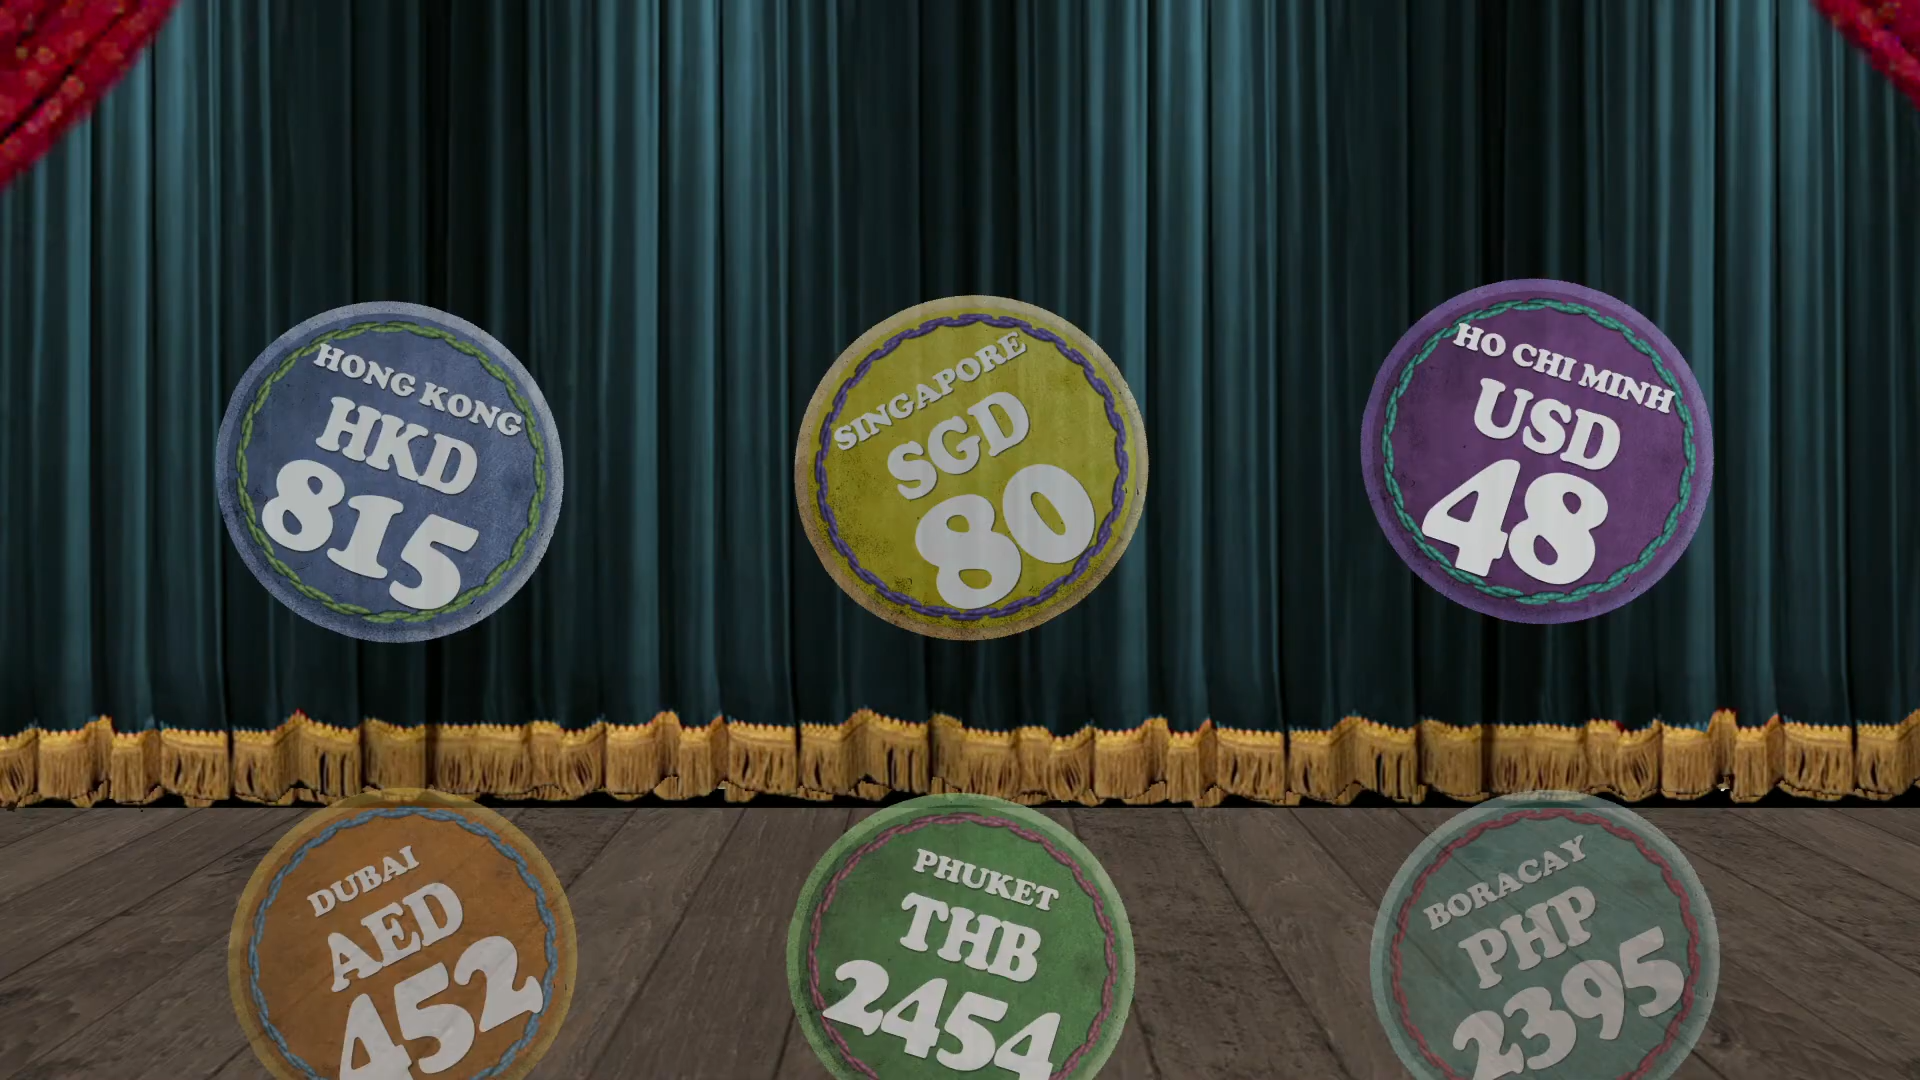 HONG KONG
HKD
815
SINGAPORE
SGD
80
HO CHI MINH
USD
48
DUBAI
AED
452
PHUKET
THB
2454
BORACAY
PHP
2395